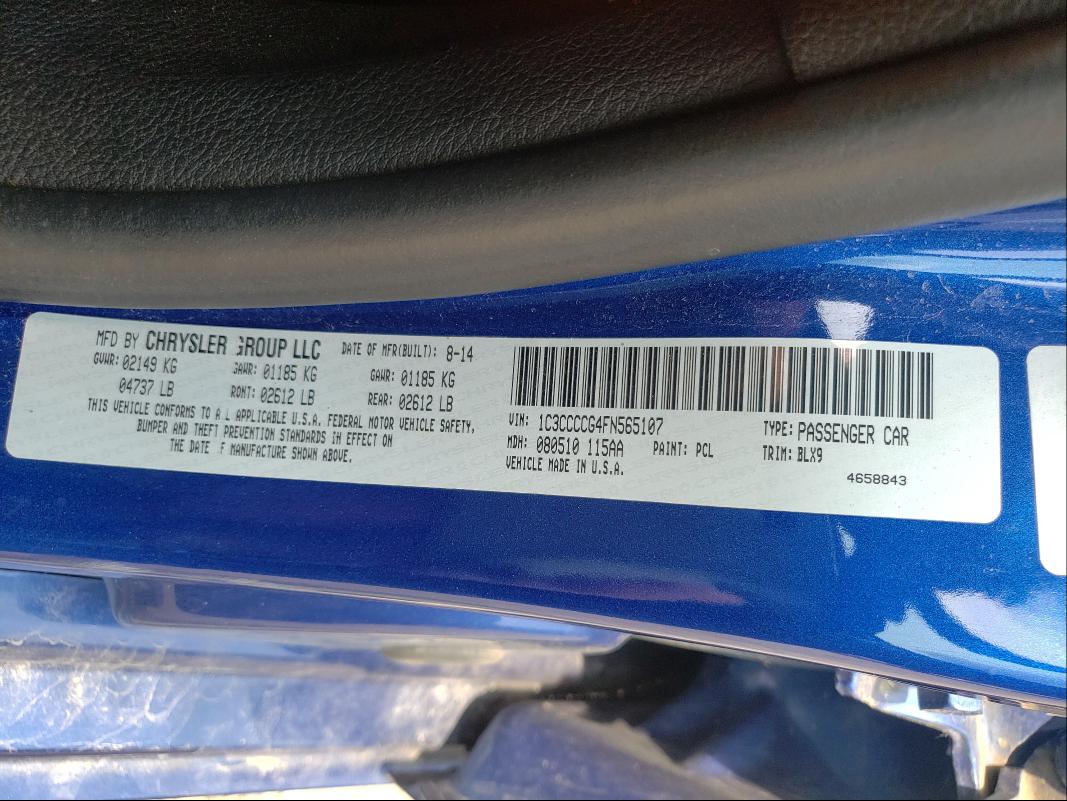 MFD BY CHRYSLER GROUP LLC DATE OF MFR(BUILT): 8-14
GVWR: 02149 KG GAWR: 01185 KG GAWR: 01185 KG
04737 LB RONT: 02612 LB REAR: 02612 LB
THIS VEHICLE CONFORMS TO A L APPLICABLE U.S.A. FEDERAL MOTOR VEHICLE SAFETY,
BUMPER AND THEFT PREVENTION STANDARDS IN EFFECT ON
THE DATE F MANUFACTURE SHOWN ABOVE.
VIN: 1C3CCCCG4FN565107 TYPE: PASSENGER CAR
MDH: 080510 115AA PAINT: PCL TRIM: BLX9
VEHICLE MADE IN U.S.A. 4658843